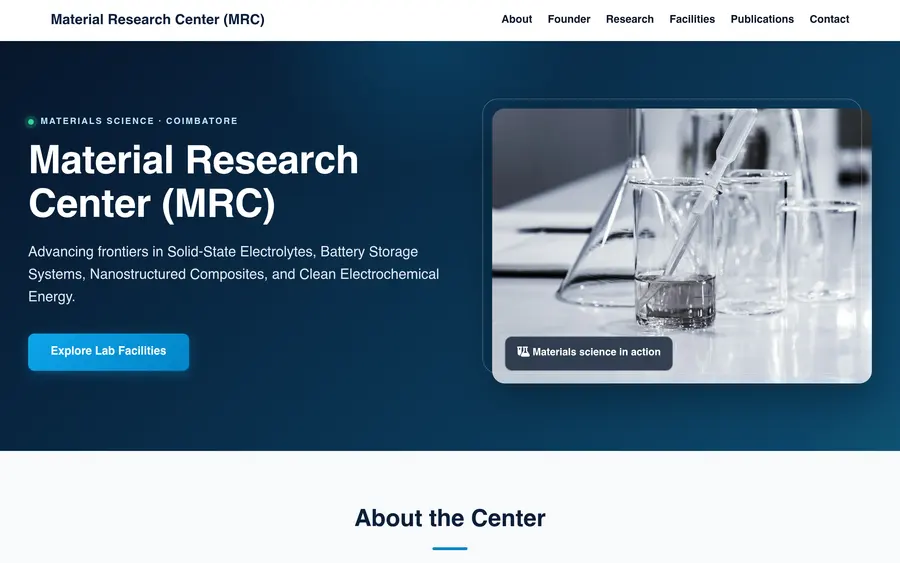 Material Research Center (MRC)
About Founder Research Facilities Publications Contact
MATERIALS SCIENCE · COIMBATORE
Material Research
Center (MRC)
Advancing frontiers in Solid-State Electrolytes, Battery Storage
Systems, Nanostructured Composites, and Clean Electrochemical
Energy.
Explore Lab Facilities
Materials science in action
About the Center